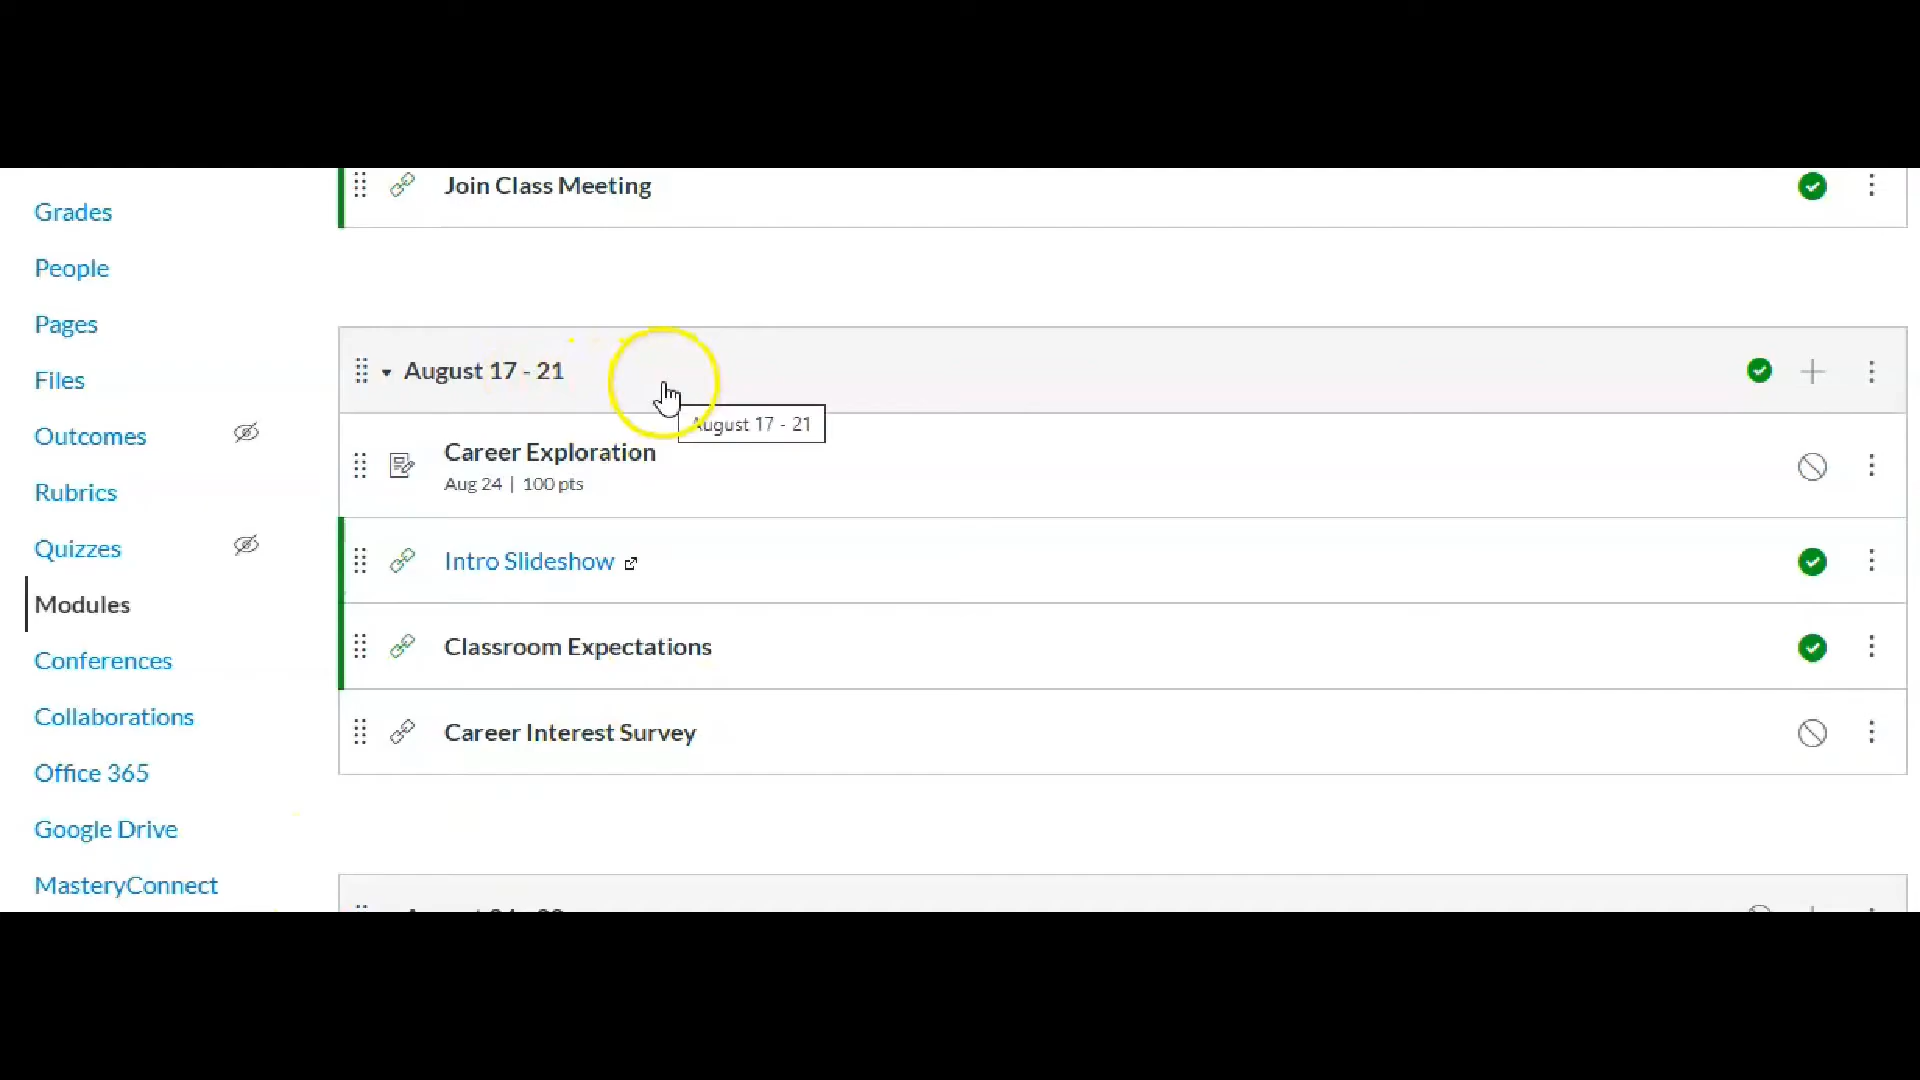 Grades
People
Pages
Files
Outcomes
Rubrics
Quizzes
Modules
Conferences
Collaborations
Office 365
Google Drive
MasteryConnect
Join Class Meeting
August 17 - 21
August 17 - 21
Career Exploration
Aug 24 | 100 pts
Intro Slideshow
Classroom Expectations
Career Interest Survey